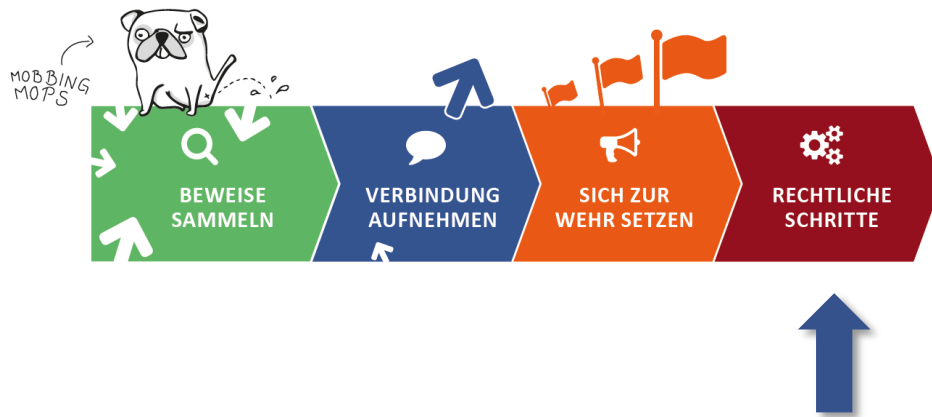 MOBBING
MOPS
BEWEISE
SAMMELN
VERBINDUNG
AUFNEHMEN
SICH ZUR
WEHR SETZEN
RECHTLICHE
SCHRITTE